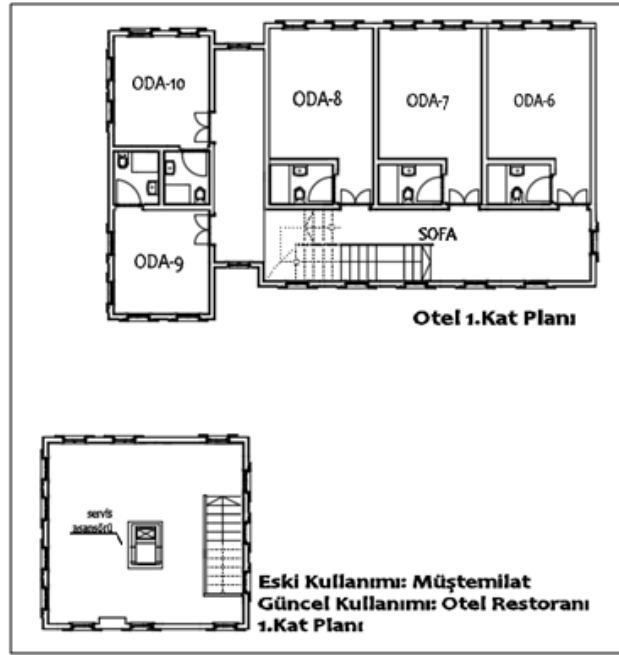 ODA-10
ODA-8
ODA-7
ODA-6
SOFA
ODA-9
Otel 1.Kat Planı
servis
asansörü
Eski Kullanımı: Müştemilat
Güncel Kullanımı: Otel Restoranı
1.Kat Planı